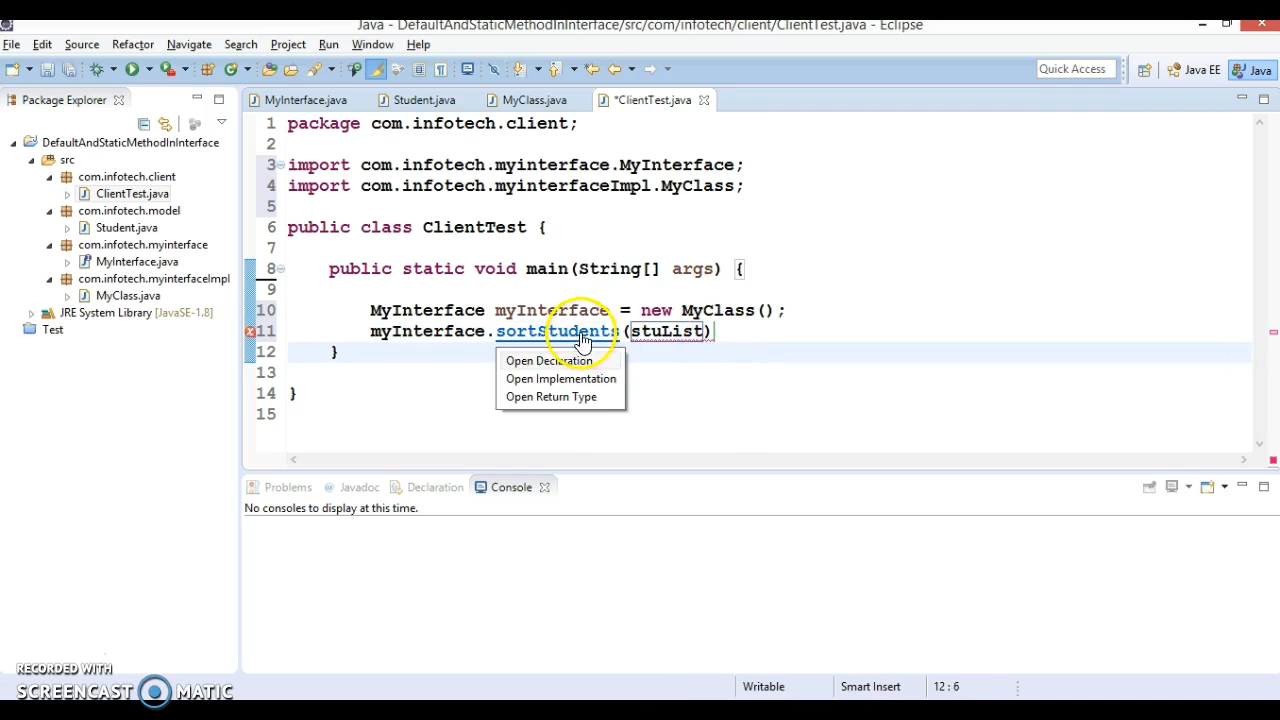 Java - DefaultAndStaticMethodInInterface/src/com/infotech/client/ClientTest.java - Eclipse
File Edit Source Refactor Navigate Search Project Run Window Help
Quick Access Java EE Java
Package Explorer
DefaultAndStaticMethodInInterface
src
com.infotech.client
ClientTest.java
com.infotech.model
Student.java
com.infotech.myinterface
MyInterface.java
com.infotech.myinterfaceImpl
MyClass.java
JRE System Library [JavaSE-1.8]
Test
MyInterface.java Student.java MyClass.java *ClientTest.java
1 package com.infotech.client;
2
3 import com.infotech.myinterface.MyInterface;
4 import com.infotech.myinterfaceImpl.MyClass;
5
6 public class ClientTest {
7
8 public static void main(String[] args) {
9
10 MyInterface myInterface = new MyClass();
11 myInterface.sortStudents(stuList)
12 }
13
14 }
15
Open Declaration
Open Implementation
Open Return Type
Problems Javadoc Declaration Console
No consoles to display at this time.
Writable Smart Insert 12 : 6
RECORDED WITH
SCREENCAST MATIC